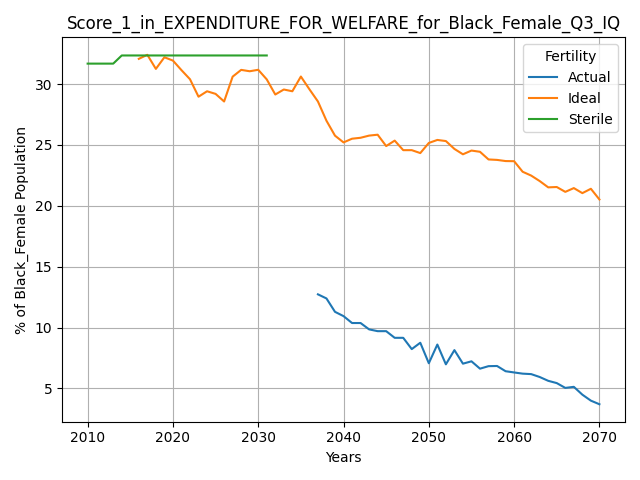 Score_1_in_EXPENDITURE_FOR_WELFARE_for_Black_Female_Q3_IQ
% of Black_Female Population
30
25
20
15
10
5
Fertility
Actual
Ideal
Sterile
2010 2020 2030 2040 2050 2060 2070
Years